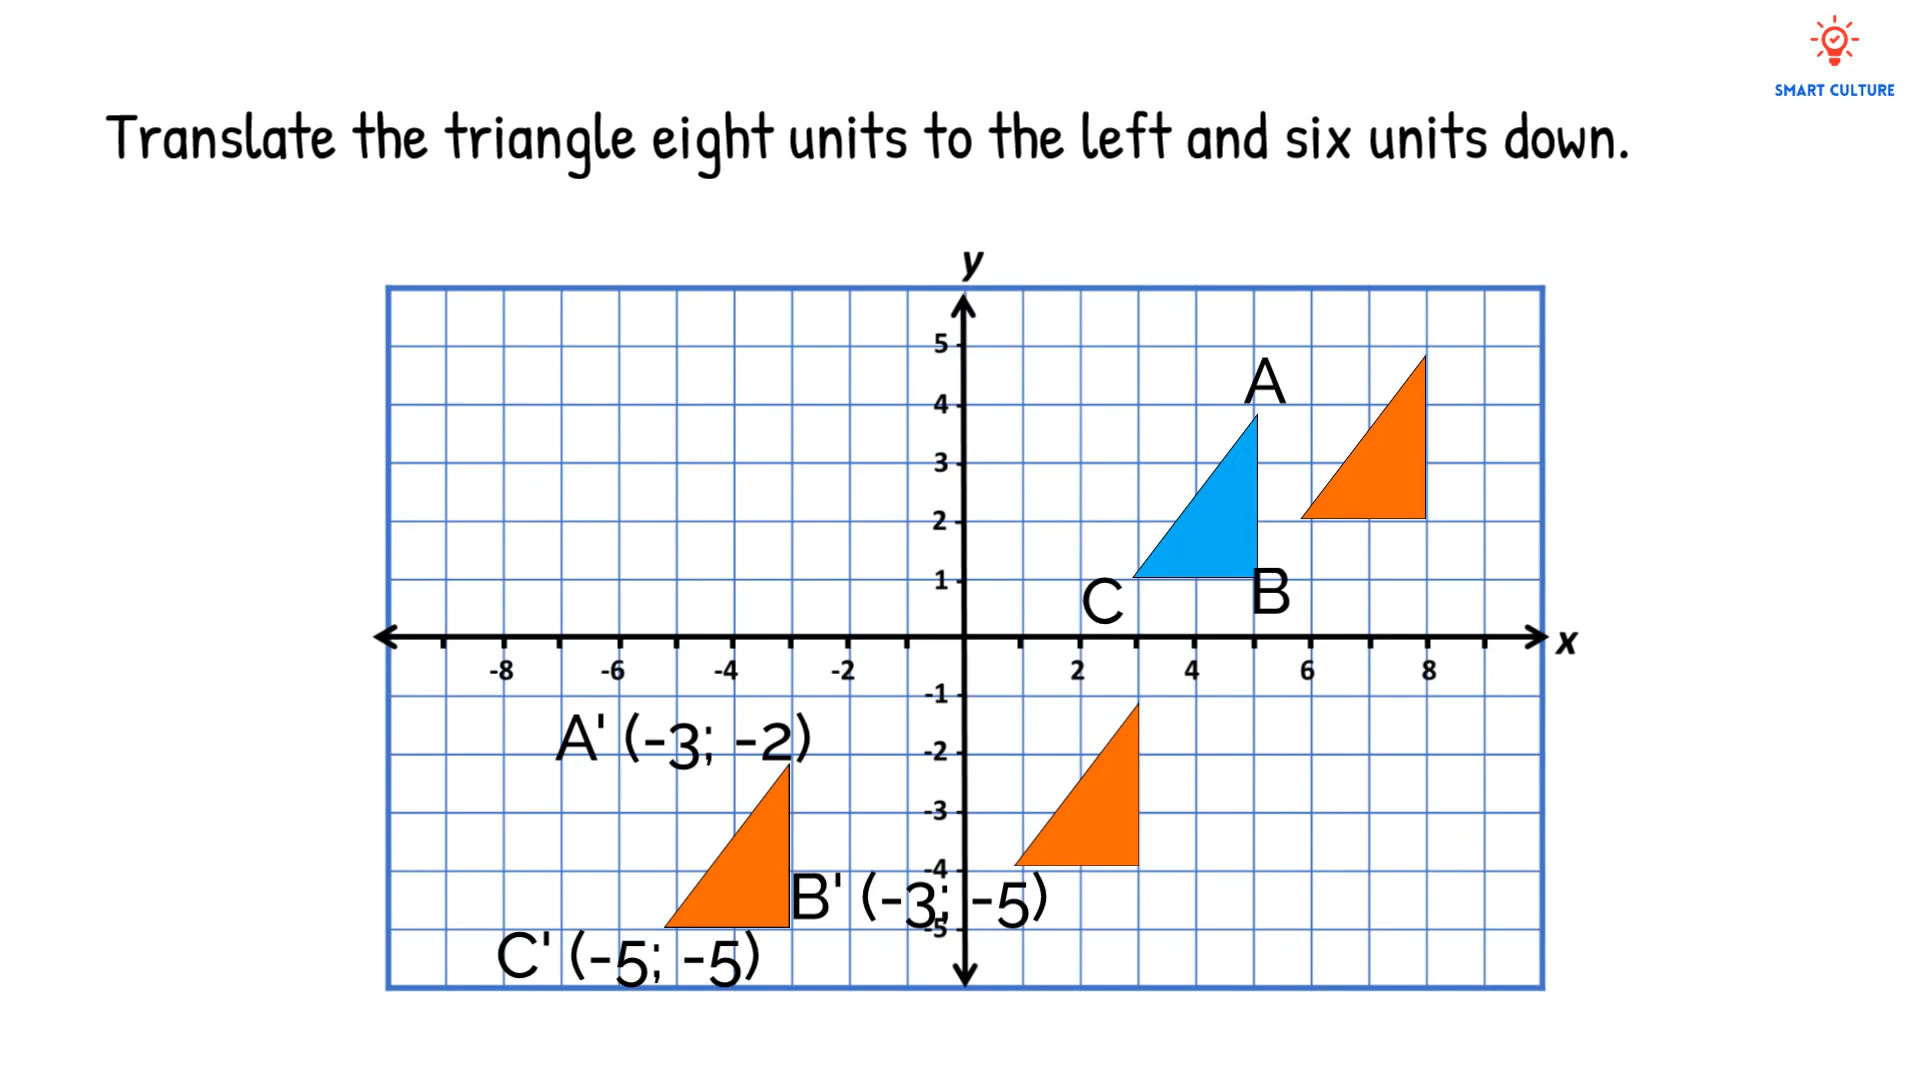 SMART CULTURE
Translate the triangle eight units to the left and six units down.
y
5
A
4
3
2
1
C
B
x
-8 -6 -4 -2 2 4 6 8
-1
A' (-3; -2)
-2
-3
-4
B' (-3; -5)
-5
C' (-5; -5)